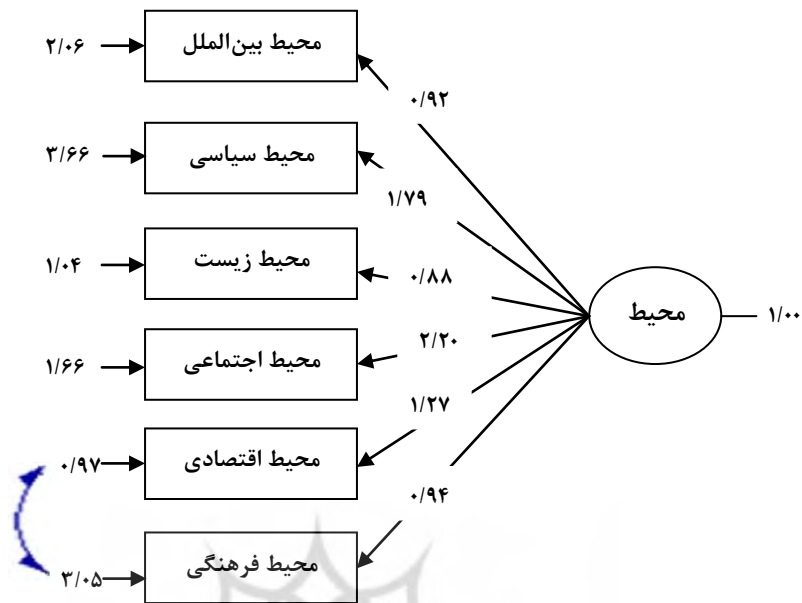 محیط بین‌الملل
۲/۰۶
۰/۹۲
محیط سیاسی
۳/۶۶
۱/۷۹
محیط زیست
۱/۰۴
۰/۸۸
محیط
۱/۰۰
محیط اجتماعی
۱/۶۶
۲/۲۰
۱/۲۷
محیط اقتصادی
۰/۹۷
۰/۹۴
محیط فرهنگی
۳/۰۵